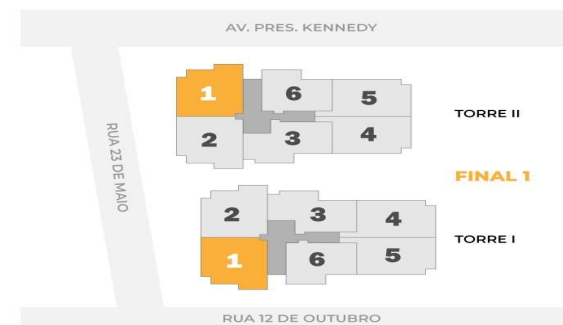 AV. PRES. KENNEDY
1 6 5
TORRE II
2 3 4
RUA 23 DE MAIO
FINAL 1
2 3 4
TORRE I
1 6 5
RUA 12 DE OUTUBRO